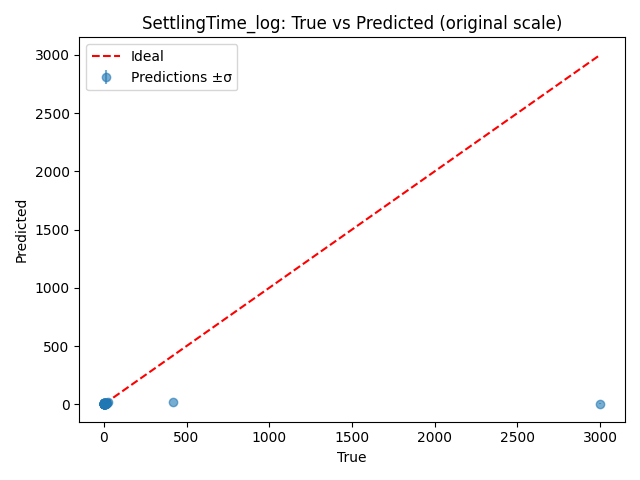 SettlingTime_log: True vs Predicted (original scale)
Ideal
Predictions ±σ
Predicted
3000
2500
2000
1500
1000
500
0
0 500 1000 1500 2000 2500 3000
True